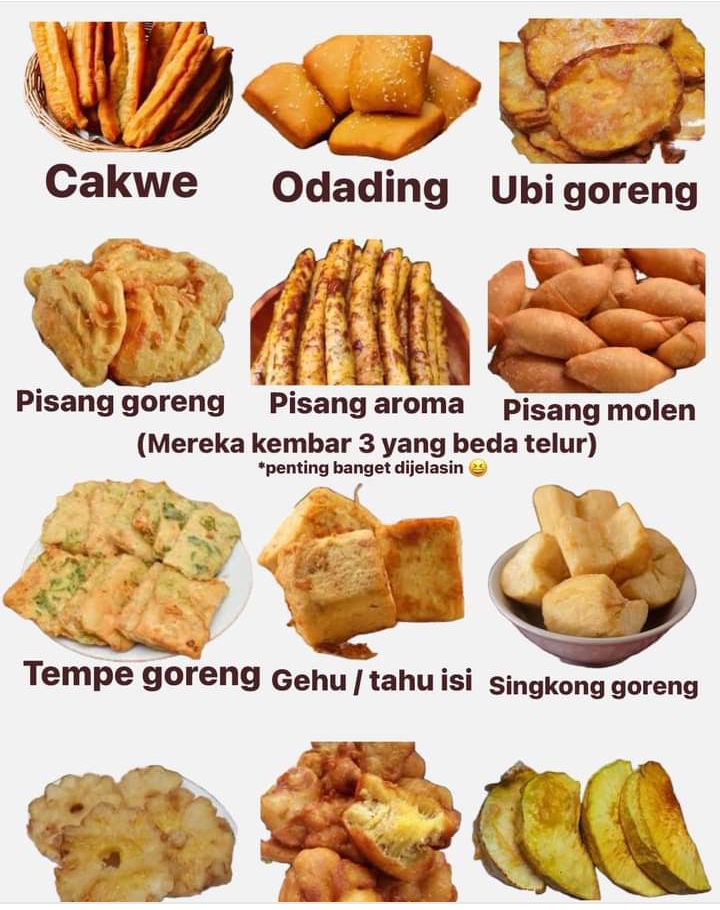 Cakwe
Odading
Ubi goreng
Pisang goreng
Pisang aroma
Pisang molen
(Mereka kembar 3 yang beda telur)
*penting banget dijelasin 😆
Tempe goreng
Gehu / tahu isi
Singkong goreng